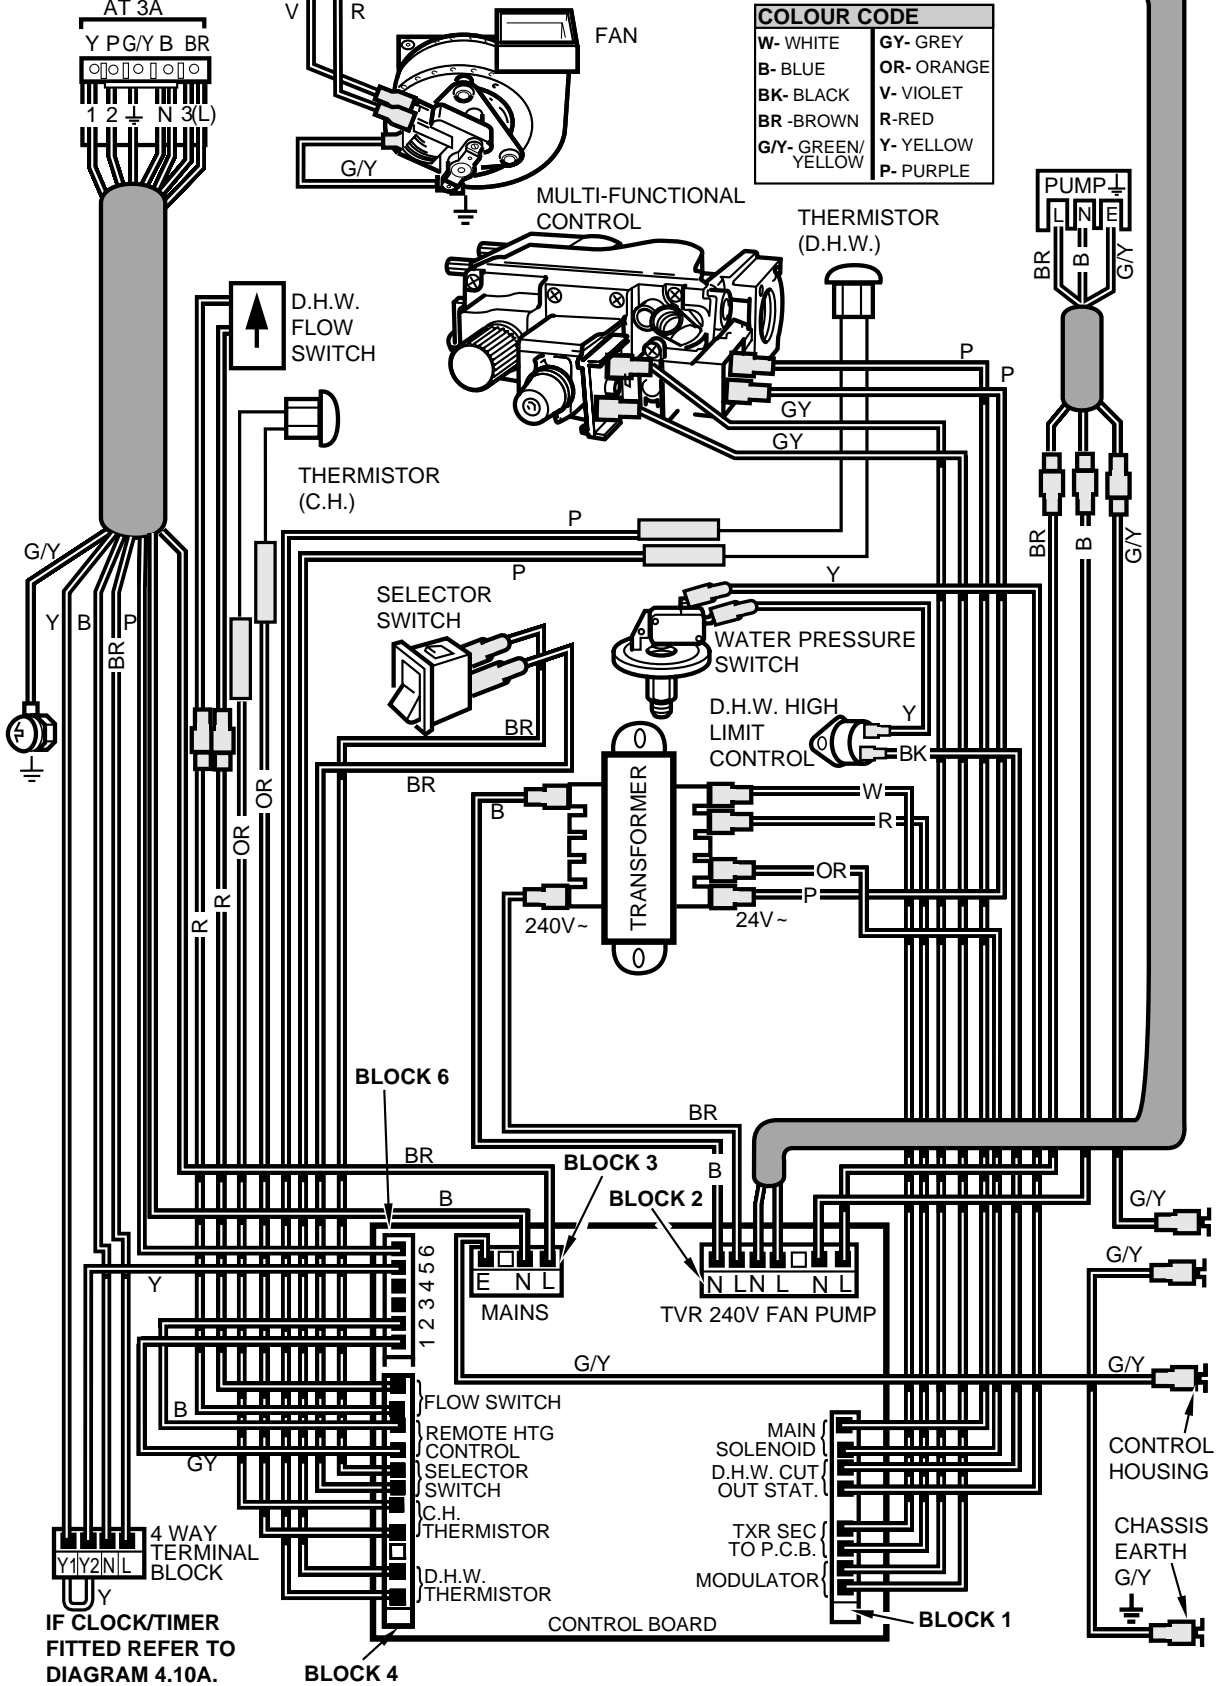 AT 3A
V
R
FAN
COLOUR CODE
W- WHITE
GY- GREY
B- BLUE
OR- ORANGE
BK- BLACK
V- VIOLET
BR -BROWN
R-RED
G/Y- GREEN/
YELLOW
Y- YELLOW
P- PURPLE
Y P G/Y B BR
1 2 N 3(L)
G/Y
MULTI-FUNCTIONAL
CONTROL
THERMISTOR
(D.H.W.)
PUMP
L N E
BR
B
G/Y
D.H.W.
FLOW
SWITCH
P
P
GY
GY
THERMISTOR
(C.H.)
P
P
G/Y
Y
B
BR
P
BR
B
G/Y
SELECTOR
SWITCH
Y
WATER PRESSURE
SWITCH
D.H.W. HIGH
LIMIT
CONTROL
Y
BK
BR
BR
OR
OR
R
R
B
TRANSFORMER
W
R
OR
P
240V~
24V~
BLOCK 6
BR
BR
B
BLOCK 3
BLOCK 2
B
G/Y
G/Y
Y
1 2 3 4 5 6
E N L
MAINS
N L N L N L
TVR 240V FAN PUMP
G/Y
G/Y
B
GY
FLOW SWITCH
REMOTE HTG
CONTROL
SELECTOR
SWITCH
C.H.
THERMISTOR
D.H.W.
THERMISTOR
MAIN
SOLENOID
D.H.W. CUT
OUT STAT.
TXR SEC
TO P.C.B.
MODULATOR
CONTROL
HOUSING
CHASSIS
EARTH
G/Y
4 WAY
TERMINAL
BLOCK
Y1 Y2 N L
Y
IF CLOCK/TIMER
FITTED REFER TO
DIAGRAM 4.10A.
CONTROL BOARD
BLOCK 1
BLOCK 4